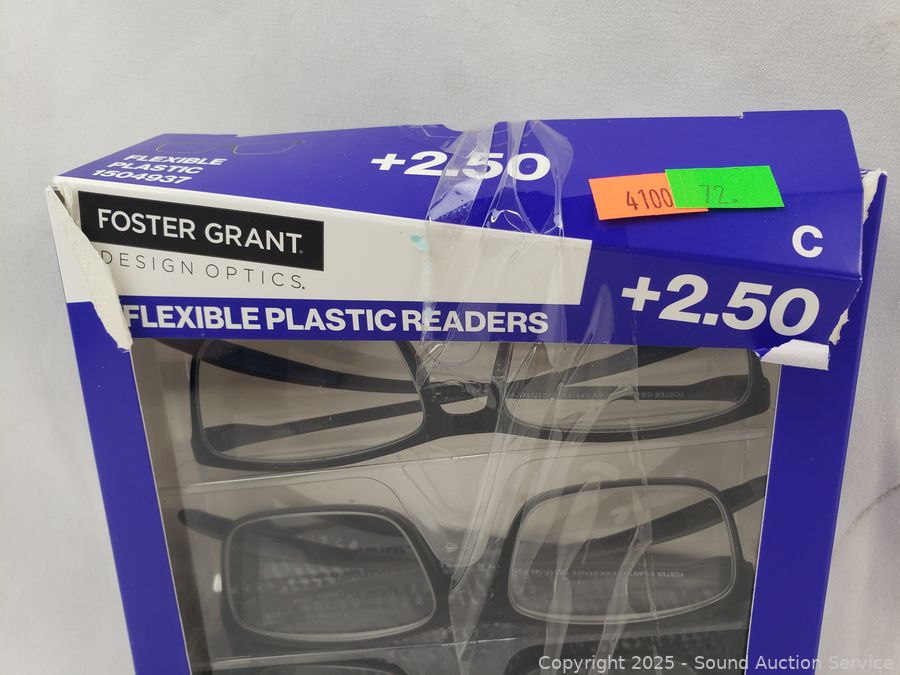 FLEXIBLE
PLASTIC
1504937
+2.50
4100
72.
C
FOSTER GRANT
DESIGN OPTICS.
+2.50
FLEXIBLE PLASTIC READERS
Copyright 2025 - Sound Auction Service